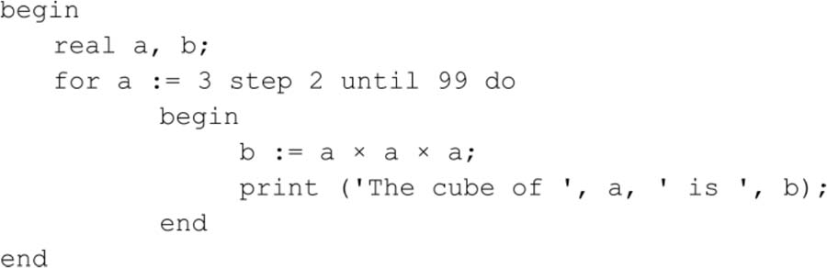 begin
real a, b;
for a := 3 step 2 until 99 do
begin
b := a × a × a;
print ('The cube of ', a, ' is ', b);
end
end